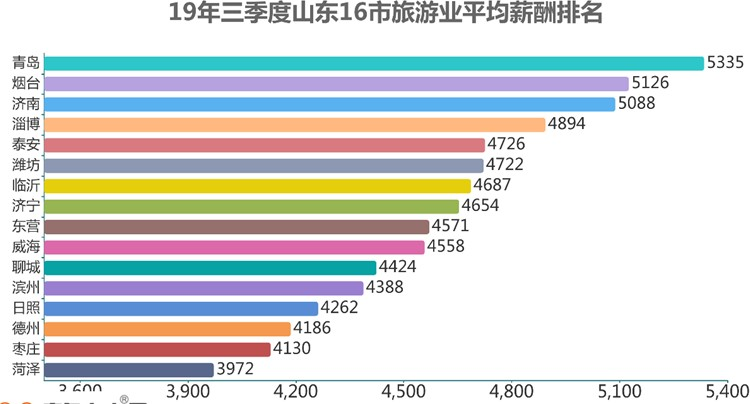 19年三季度山东16市旅游业平均薪酬排名
青岛 5335
烟台 5126
济南 5088
淄博 4894
泰安 4726
潍坊 4722
临沂 4687
济宁 4654
东营 4571
威海 4558
聊城 4424
滨州 4388
日照 4262
德州 4186
枣庄 4130
菏泽 3972
3,600 3,900 4,200 4,500 4,800 5,100 5,400
®